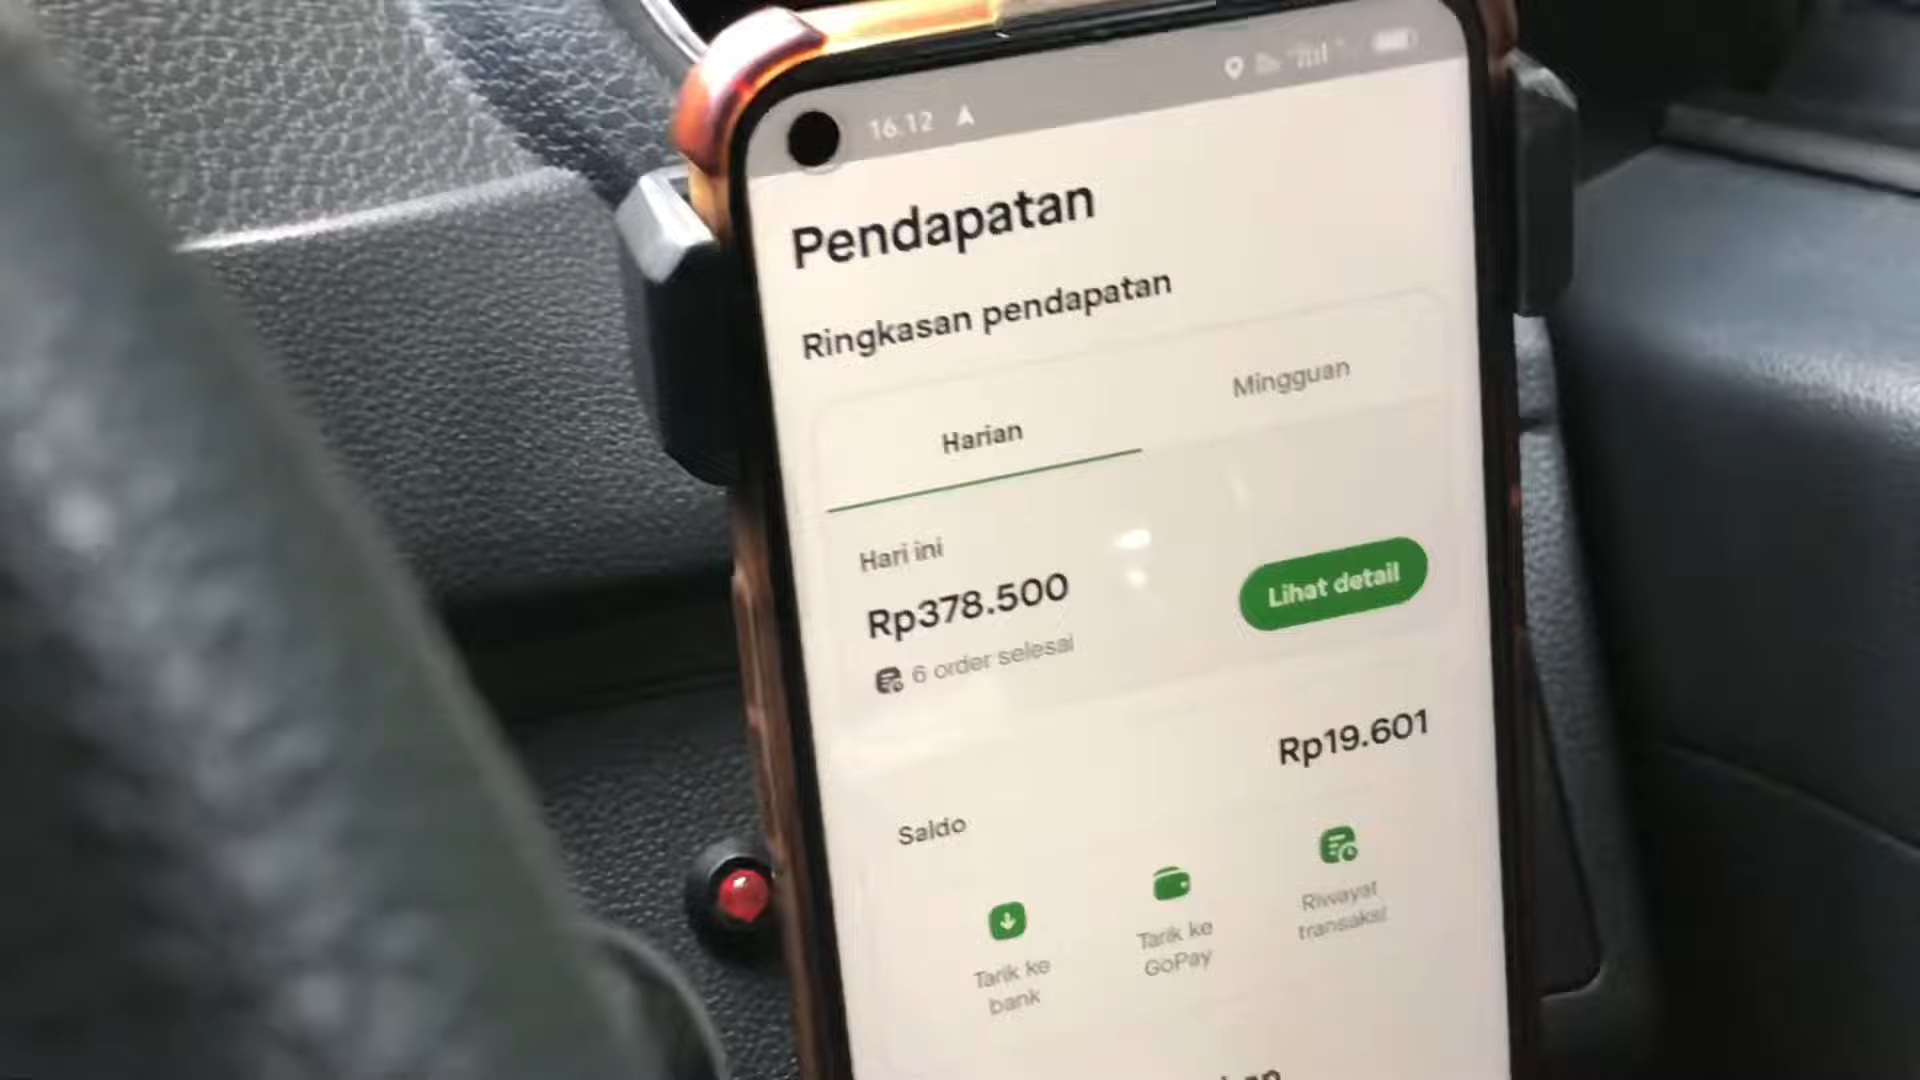 16.12
Pendapatan
Ringkasan pendapatan
Harian
Mingguan
Hari ini
Rp378.500
6 order selesai
Lihat detail
Rp19.601
Saldo
Tarik ke
bank
Tarik ke
GoPay
Riwayat
transaksi